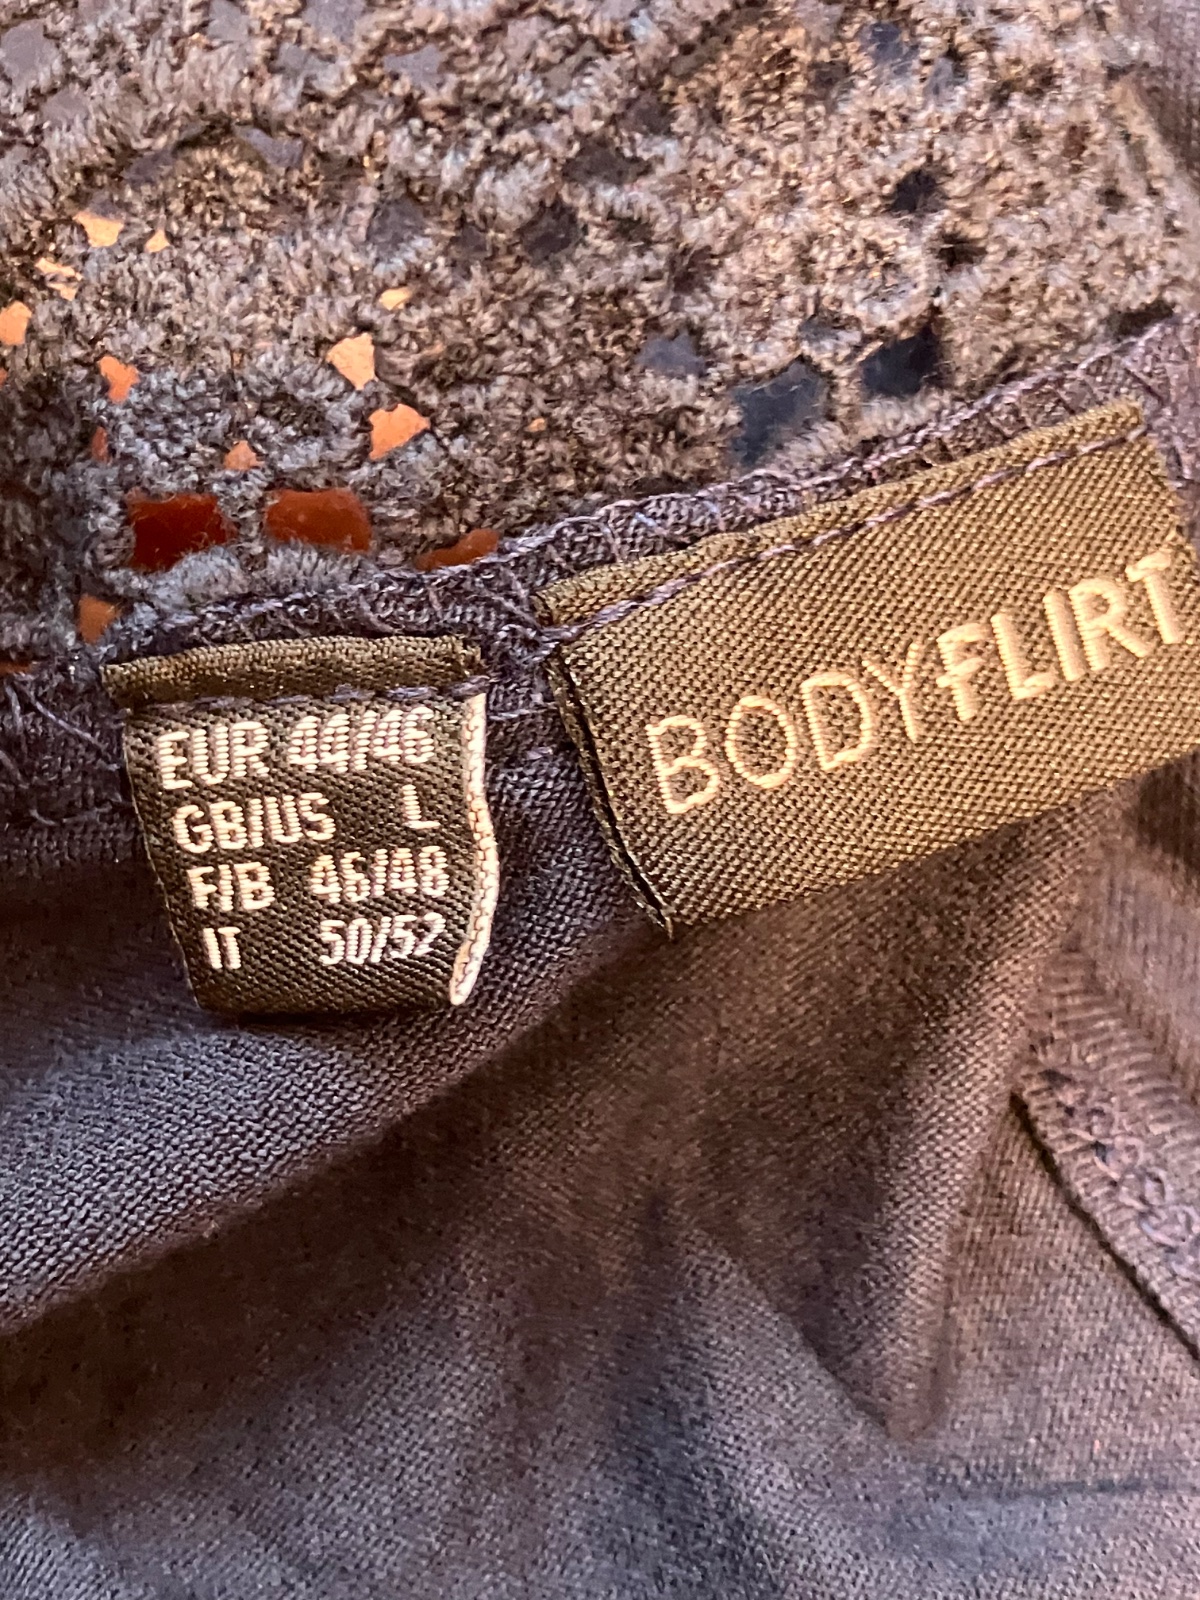 EUR 44/46
GB/US L
F/B 46/48
IT 50/52
BODYFLIRT